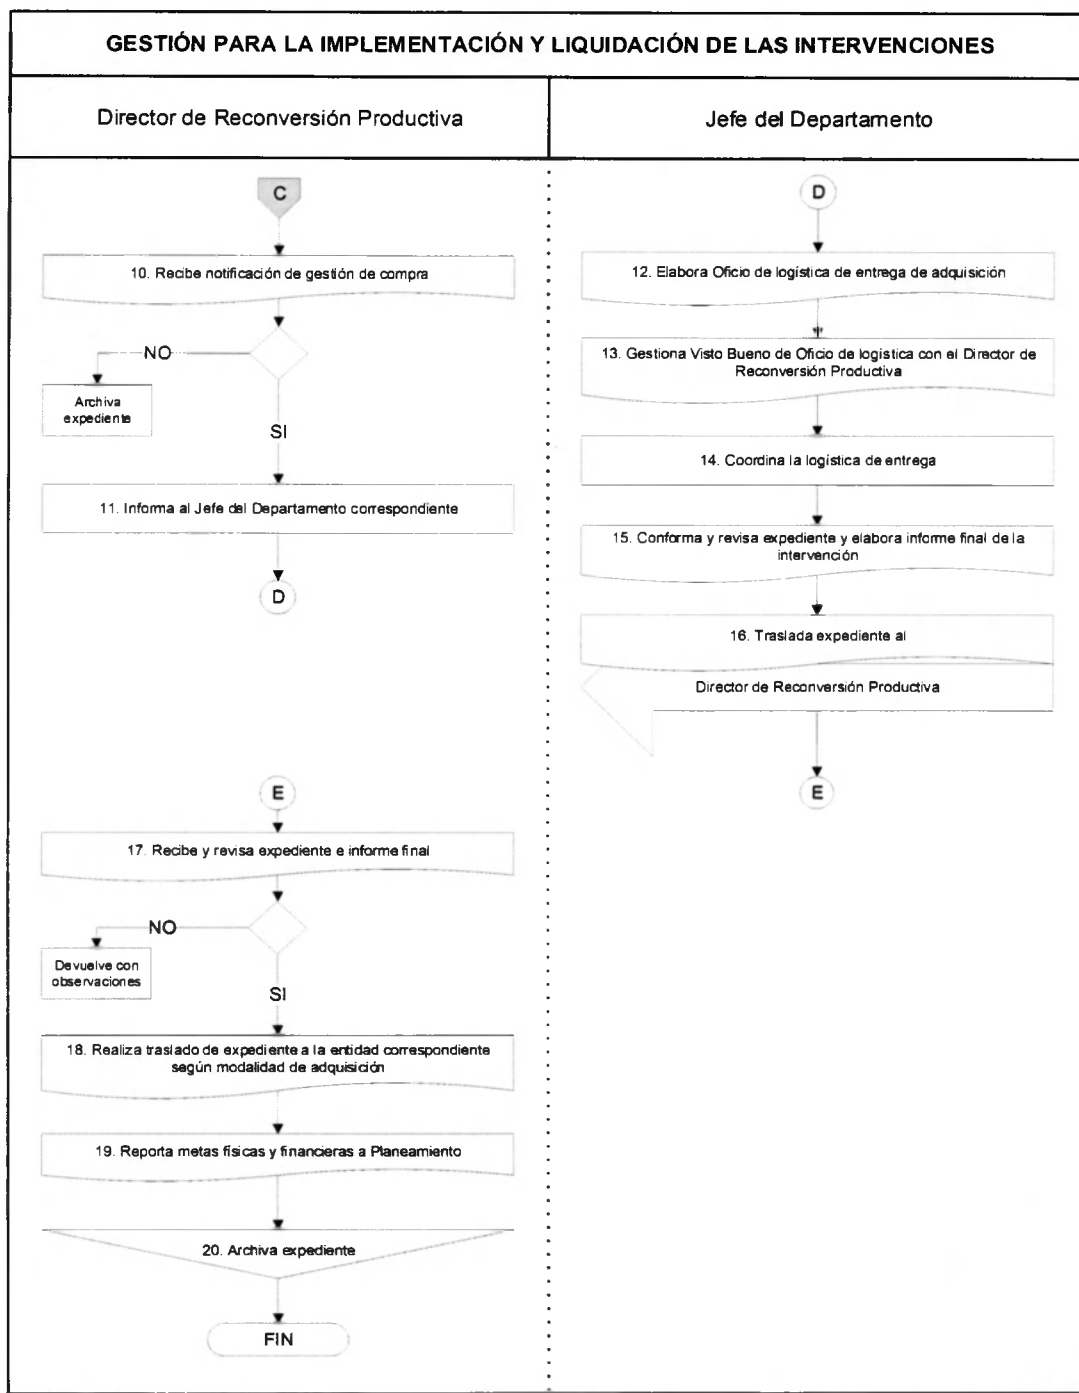 GESTIÓN PARA LA IMPLEMENTACIÓN Y LIQUIDACIÓN DE LAS INTERVENCIONES
Director de Reconversión Productiva
Jefe del Departamento
C
10. Recibe notificación de gestión de compra
NO
Archiva
expediente
SI
11. Informa al Jefe del Departamento correspondiente
D
D
12. Elabora Oficio de logística de entrega de adquisición
13. Gestiona Visto Bueno de Oficio de logística con el Director de
Reconversión Productiva
14. Coordina la logística de entrega
15. Conforma y revisa expediente y elabora informe final de la
intervención
16. Traslada expediente al
Director de Reconversión Productiva
E
E
17. Recibe y revisa expediente e informe final
NO
Devuelve con
observaciones
SI
18. Realiza traslado de expediente a la entidad correspondiente
según modalidad de adquisición
19. Reporta metas físicas y financieras a Planeamiento
20. Archiva expediente
FIN